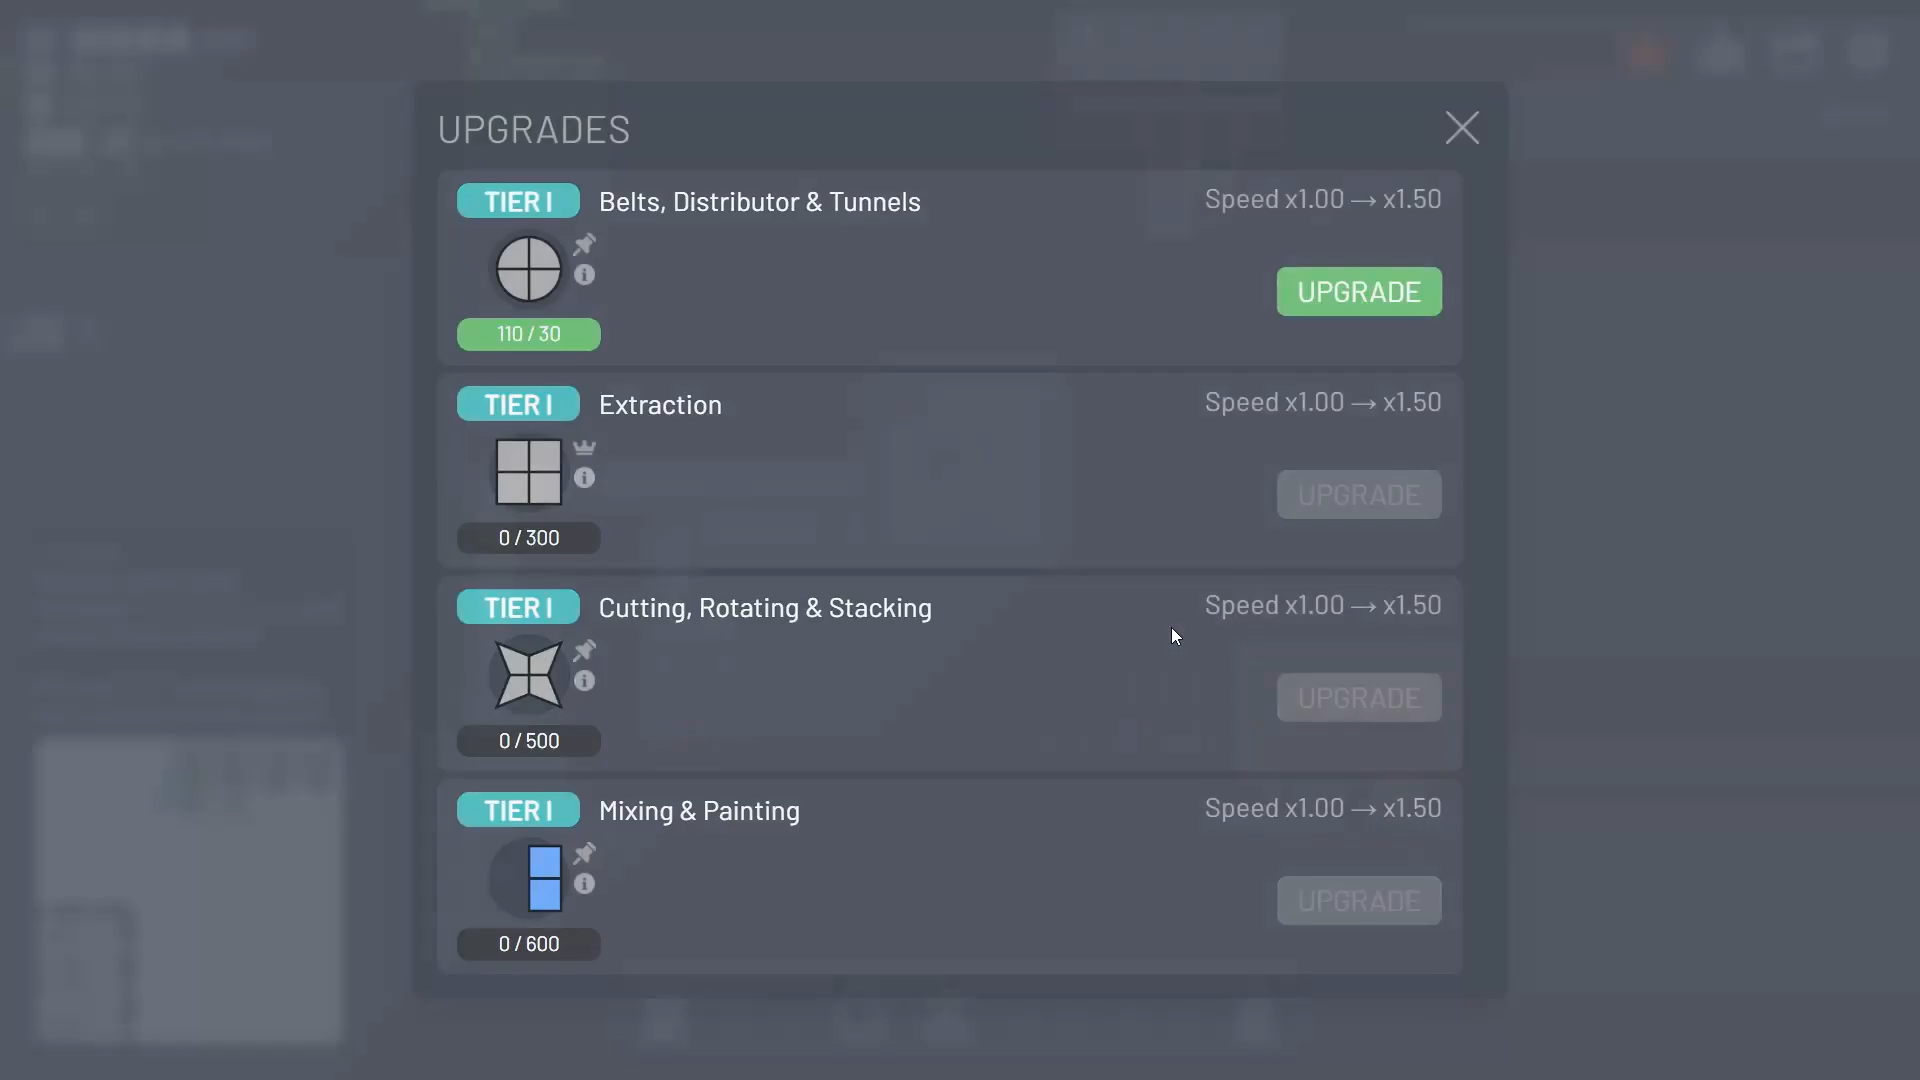 UPGRADES
TIER I Belts, Distributor & Tunnels Speed x1.00 → x1.50
UPGRADE
110 / 30
TIER I Extraction Speed x1.00 → x1.50
UPGRADE
0 / 300
TIER I Cutting, Rotating & Stacking Speed x1.00 → x1.50
UPGRADE
0 / 500
TIER I Mixing & Painting Speed x1.00 → x1.50
UPGRADE
0 / 600